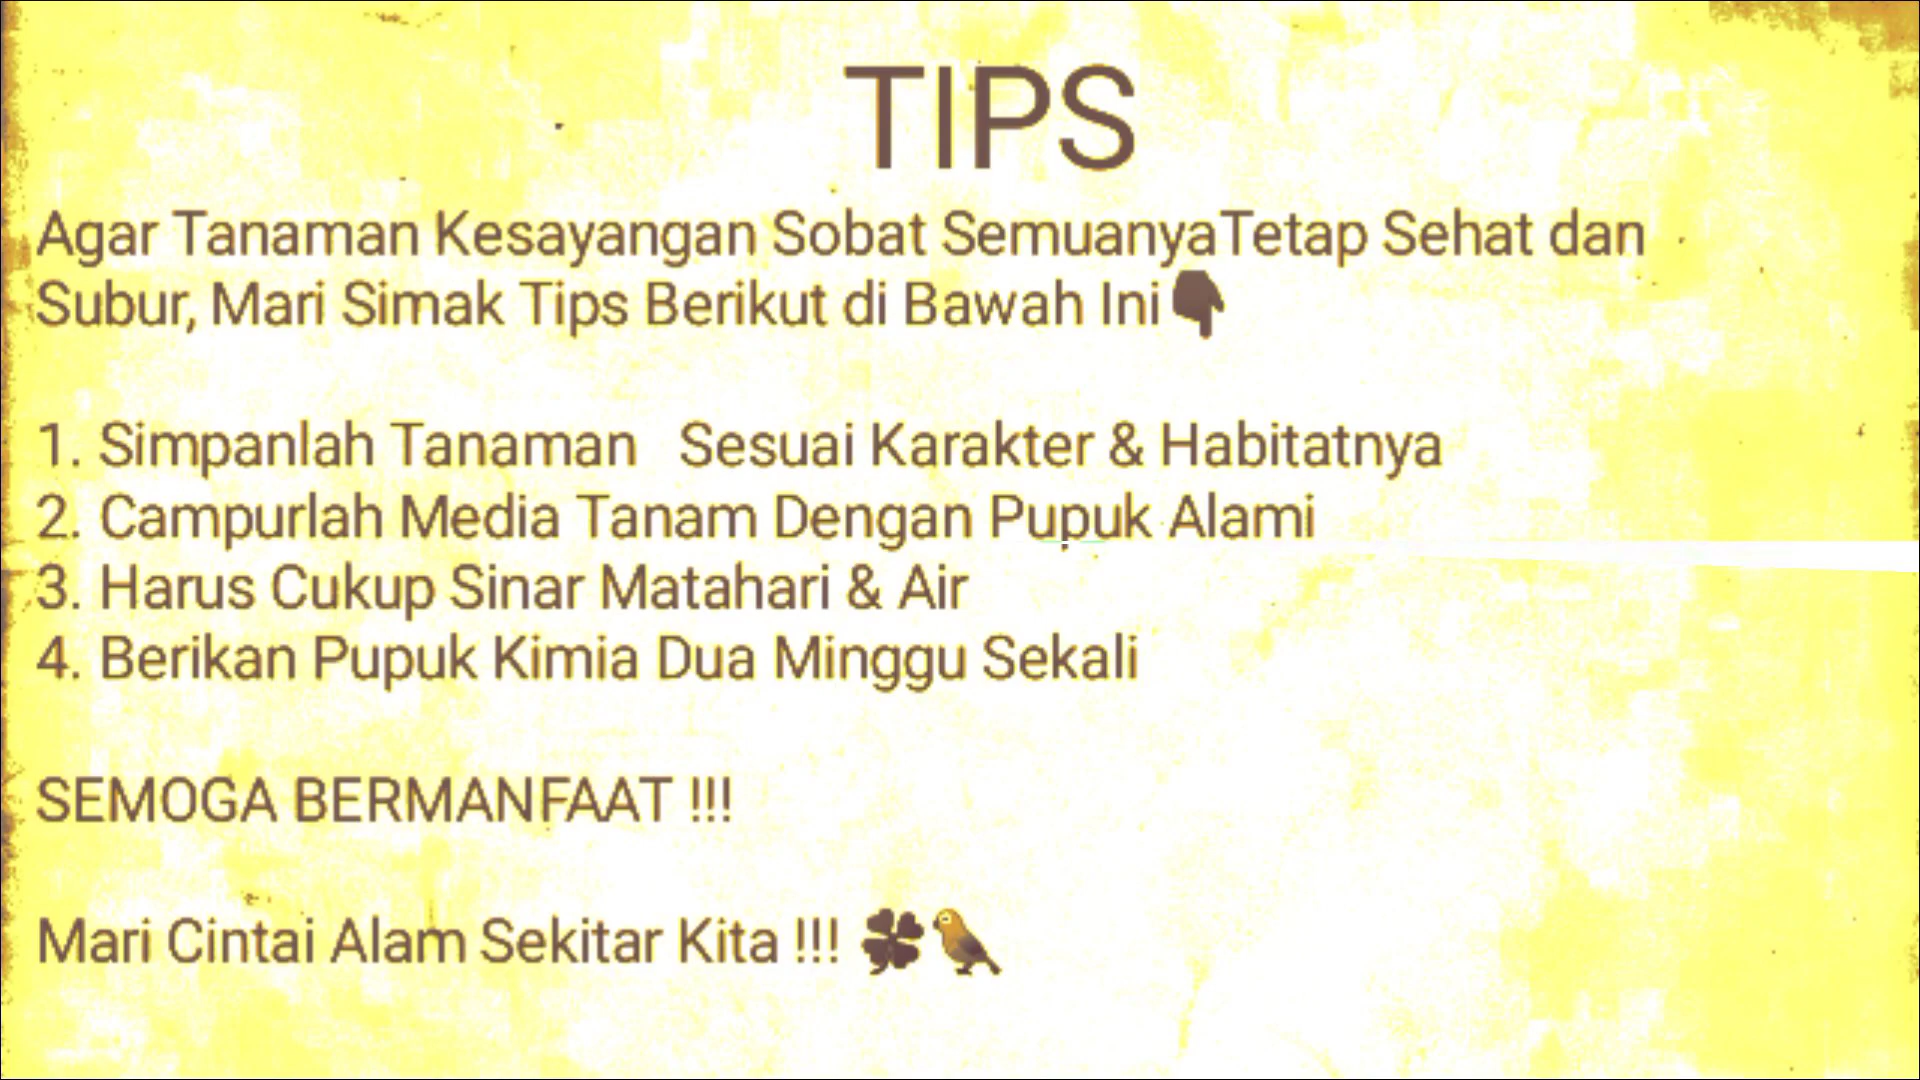 TIPS
Agar Tanaman Kesayangan Sobat SemuanyaTetap Sehat dan
Subur, Mari Simak Tips Berikut di Bawah Ini👇
1. Simpanlah Tanaman   Sesuai Karakter & Habitatnya
2. Campurlah Media Tanam Dengan Pupuk Alami
3. Harus Cukup Sinar Matahari & Air
4. Berikan Pupuk Kimia Dua Minggu Sekali
SEMOGA BERMANFAAT !!!
Mari Cintai Alam Sekitar Kita !!! 🍀🦜